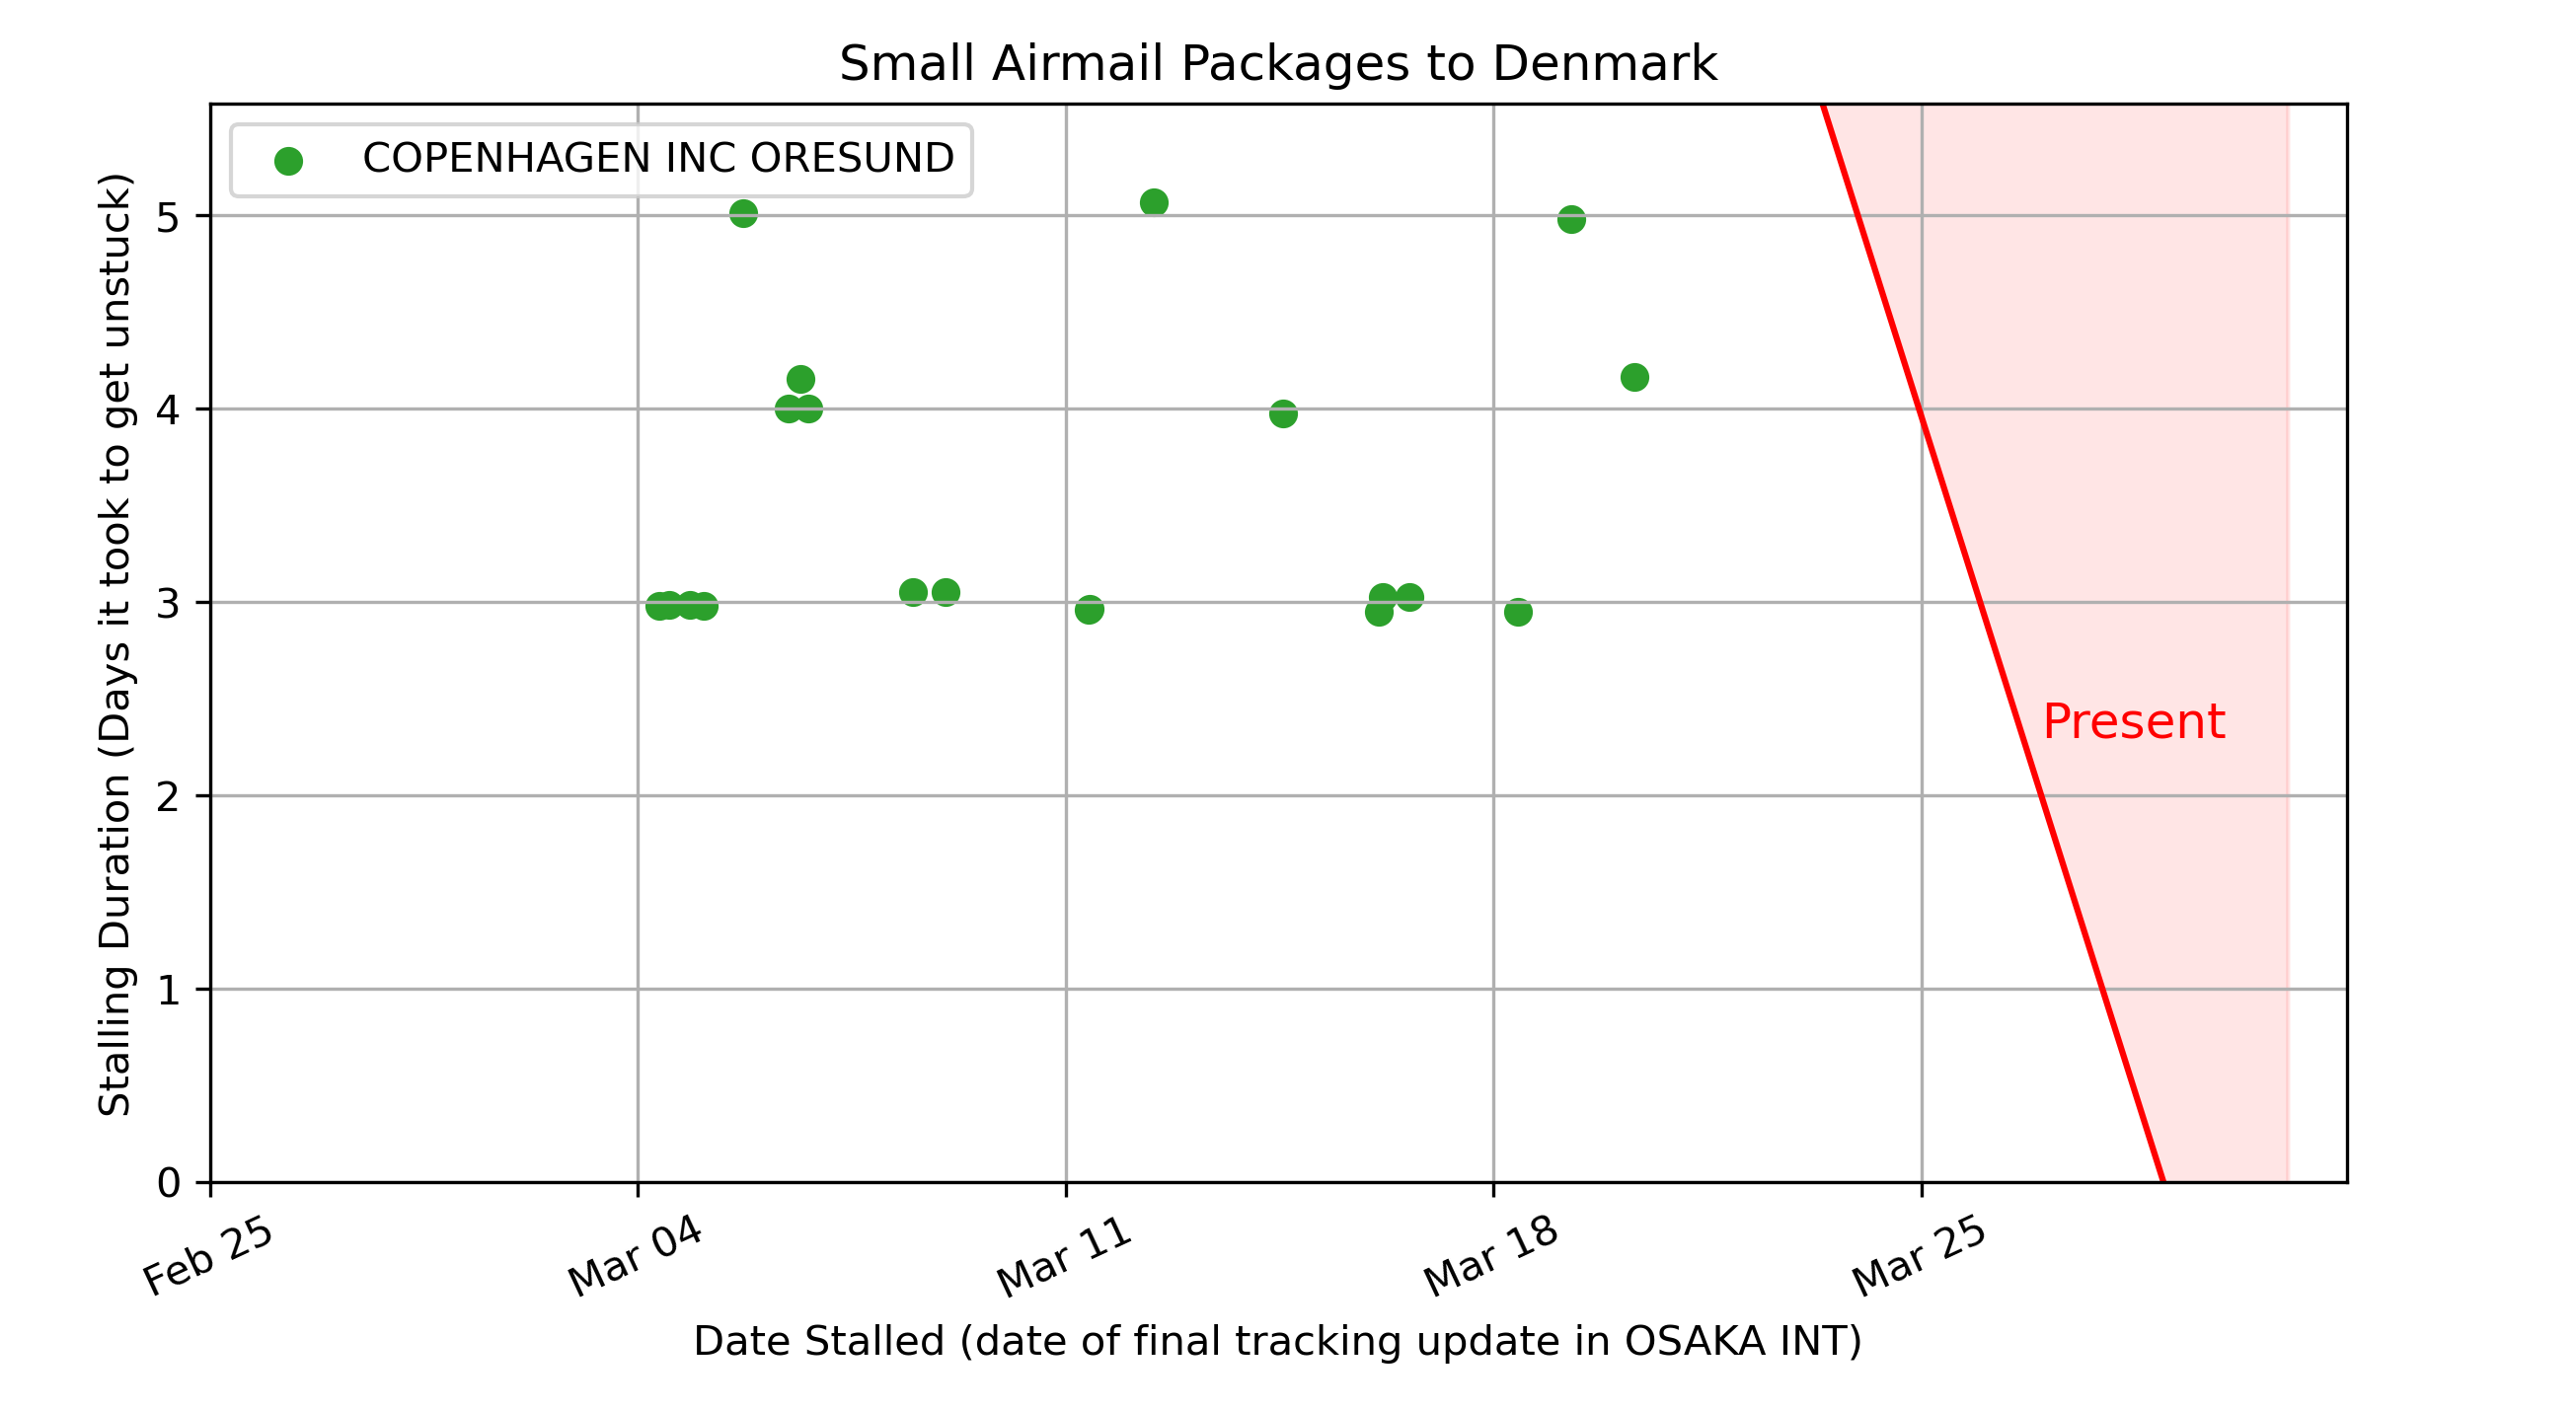 Small Airmail Packages to Denmark
COPENHAGEN INC ORESUND
Stalling Duration (Days it took to get unstuck)
5
4
3
2
1
0
Present
Feb 25
Mar 04
Mar 11
Mar 18
Mar 25
Date Stalled (date of final tracking update in OSAKA INT)